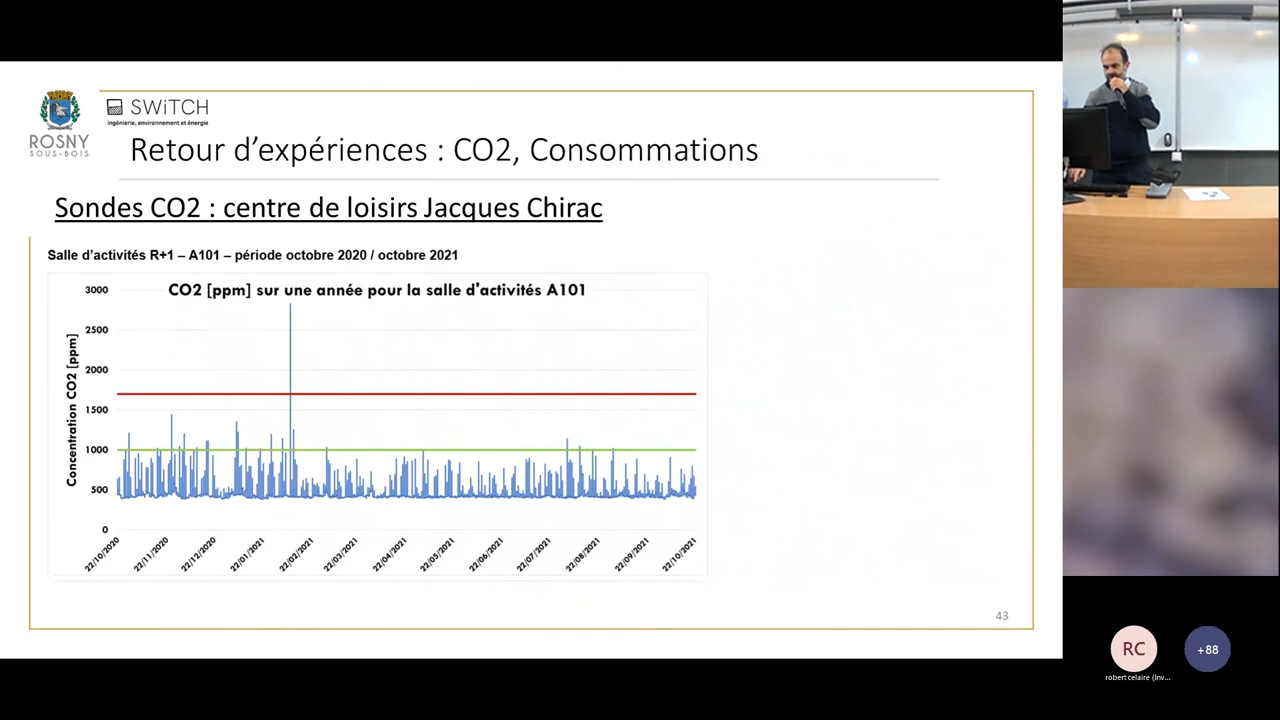 ROSNY
SOUS-BOIS
SWiTCH
ingénierie, environnement et énergie
Retour d'expériences : CO2, Consommations
Sondes CO2 : centre de loisirs Jacques Chirac
Salle d'activités R+1 – A101 – période octobre 2020 / octobre 2021
CO2 [ppm] sur une année pour la salle d'activités A101
Concentration CO2 [ppm]
3000
2500
2000
1500
1000
500
0
22/10/2020
22/11/2020
22/12/2020
22/01/2021
22/02/2021
22/03/2021
22/04/2021
22/05/2021
22/06/2021
22/07/2021
22/08/2021
22/09/2021
22/10/2021
43
RC
+88
robert celaire (Inv...